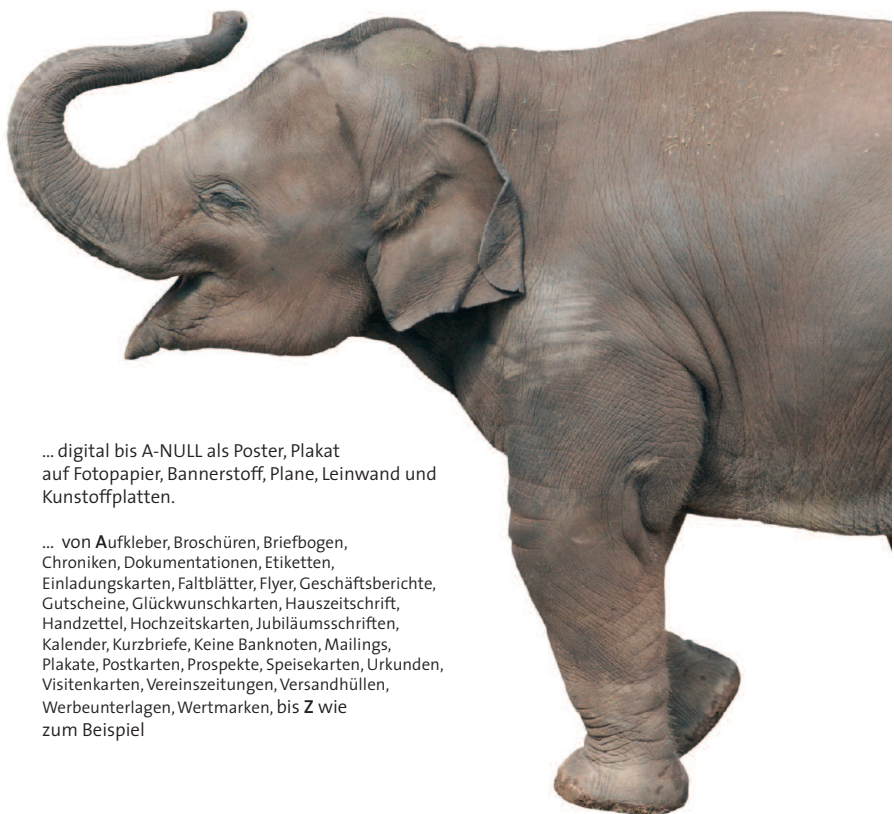 ... digital bis A-NULL als Poster, Plakat
auf Fotopapier, Bannerstoff, Plane, Leinwand und
Kunstoffplatten.
... von Aufkleber, Broschüren, Briefbogen,
Chroniken, Dokumentationen, Etiketten,
Einladungskarten, Faltblätter, Flyer, Geschäftsberichte,
Gutscheine, Glückwunschkarten, Hauszeitschrift,
Handzettel, Hochzeitskarten, Jubiläumsschriften,
Kalender, Kurzbriefe, Keine Banknoten, Mailings,
Plakate, Postkarten, Prospekte, Speisekarten, Urkunden,
Visitenkarten, Vereinszeitungen, Versandhüllen,
Werbeunterlagen, Wertmarken, bis Z wie
zum Beispiel